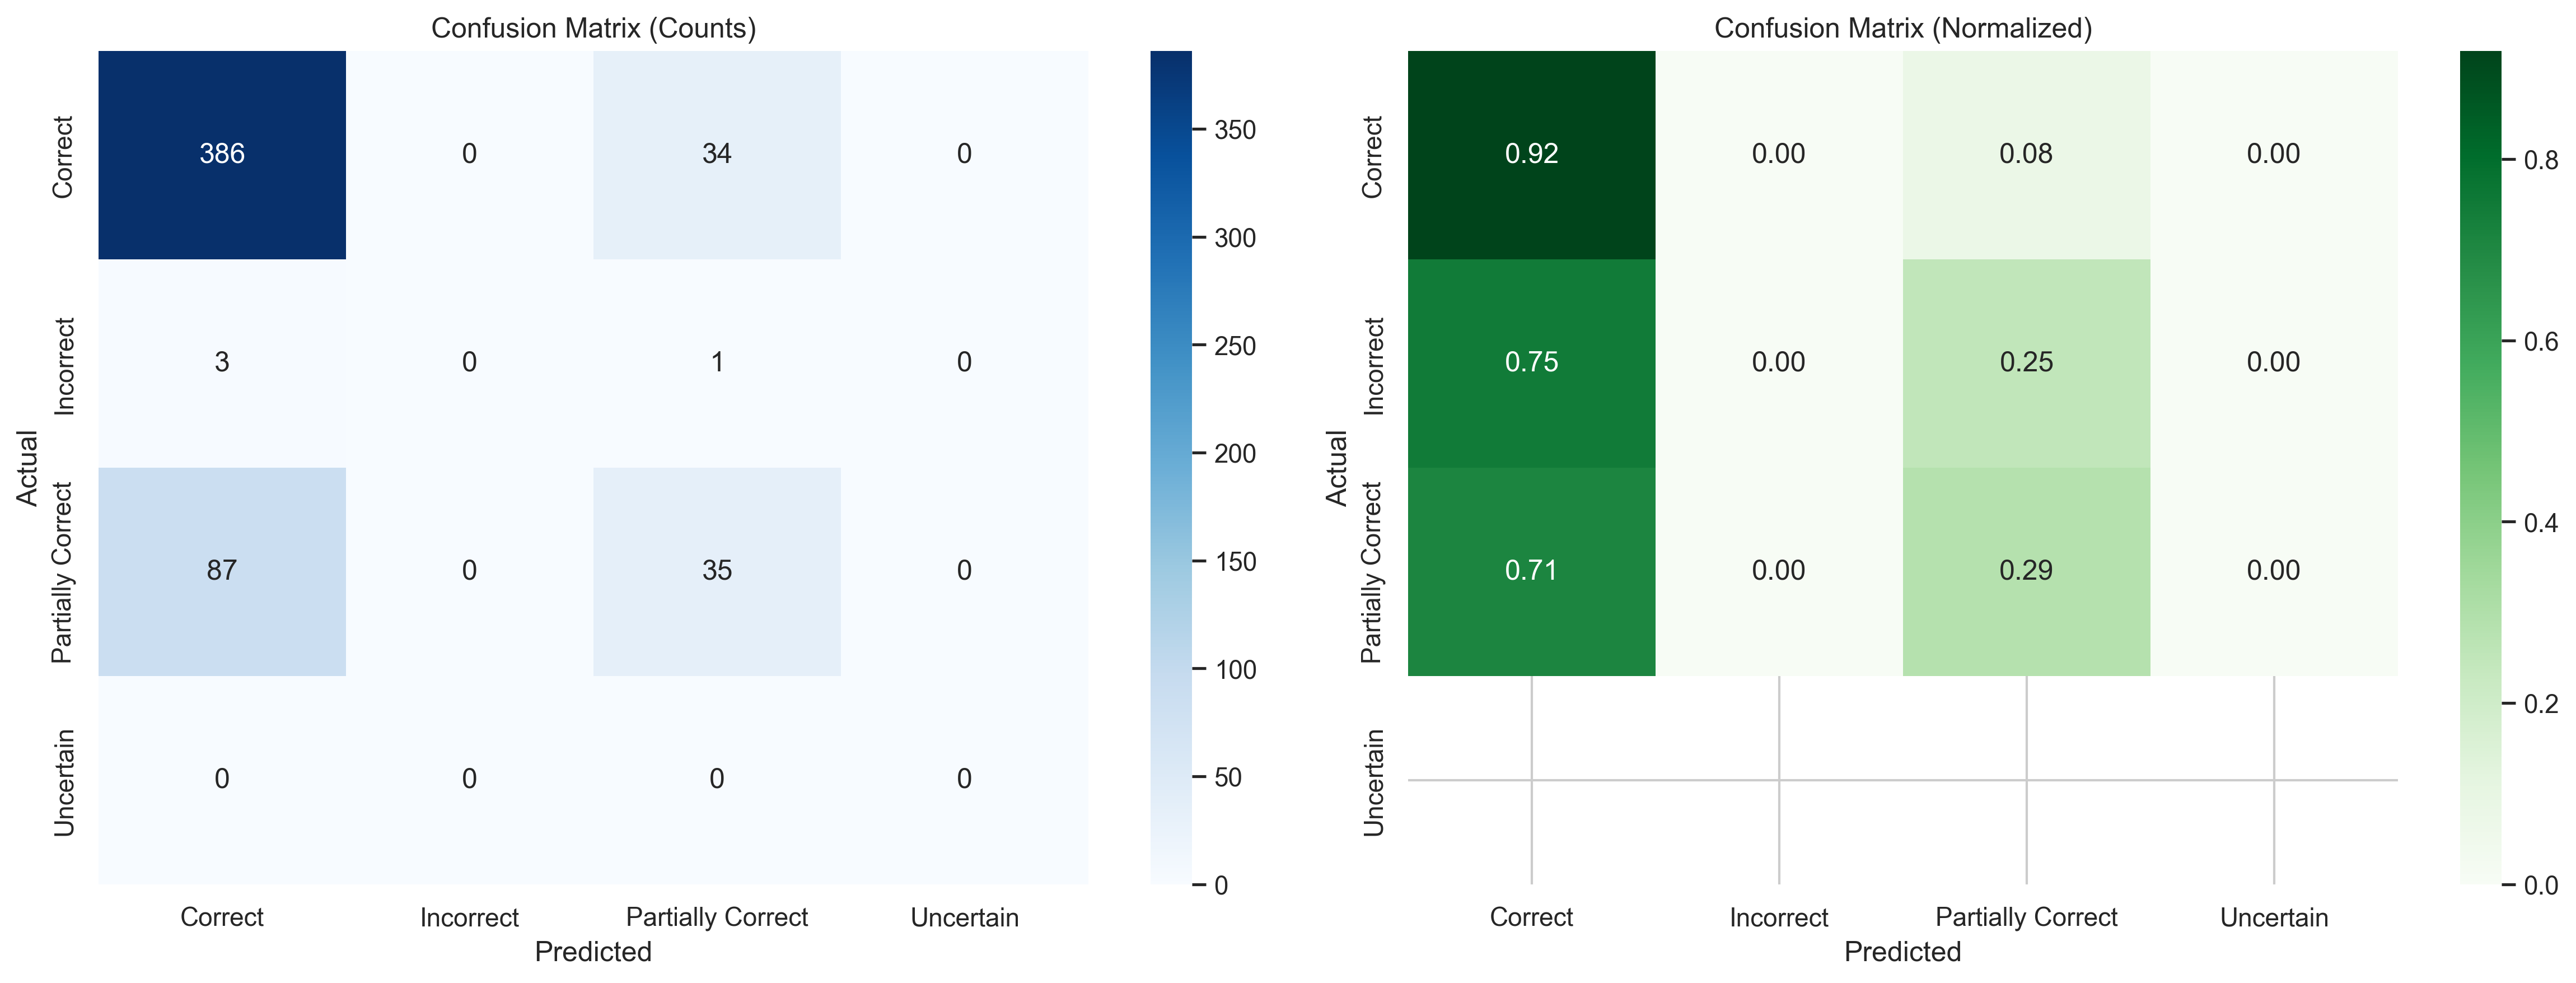 Confusion Matrix (Counts)
Actual
Correct
Incorrect
Partially Correct
Uncertain
386 0 34 0
3 0 1 0
87 0 35 0
0 0 0 0
Correct Incorrect Partially Correct Uncertain
Predicted
350
300
250
200
150
100
50
0
Confusion Matrix (Normalized)
Actual
Correct
Incorrect
Partially Correct
Uncertain
0.92 0.00 0.08 0.00
0.75 0.00 0.25 0.00
0.71 0.00 0.29 0.00
Correct Incorrect Partially Correct Uncertain
Predicted
0.8
0.6
0.4
0.2
0.0